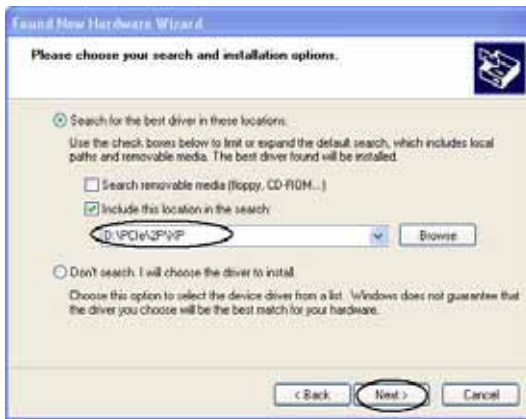 Found New Hardware Wizard
Please choose your search and installation options.
Search for the best driver in these locations.
Use the check boxes below to limit or expand the default search, which includes local
paths and removable media. The best driver found will be installed.
Search removable media (floppy, CD-ROM...)
Include this location in the search:
D:\PCIe\2P\XP
Browse
Don't search. I will choose the driver to install.
Choose this option to select the device driver from a list. Windows does not guarantee that
the driver you choose will be the best match for your hardware.
< Back
Next >
Cancel